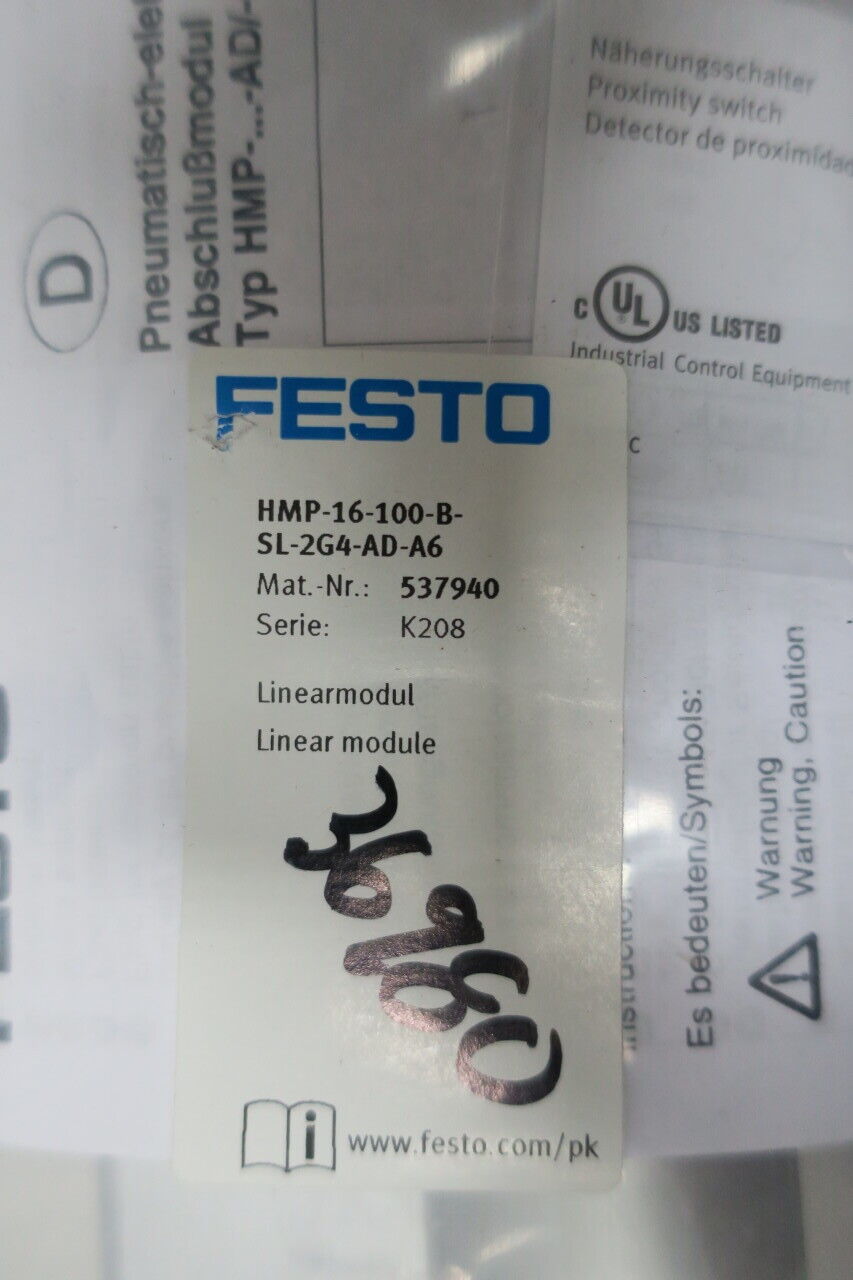 Pneumatisch-ele
Abschlußmodul
Typ HMP-...-AD/-
D
Näherungsschalter
Proximity switch
Detector de proximidad
c UL US LISTED
Industrial Control Equipment
c
FESTO
HMP-16-100-B-
SL-2G4-AD-A6
Mat.-Nr.: 537940
Serie: K208
Linearmodul
Linear module
www.festo.com/pk
Es bedeuten/Symbols:
Warnung
Warning, Caution